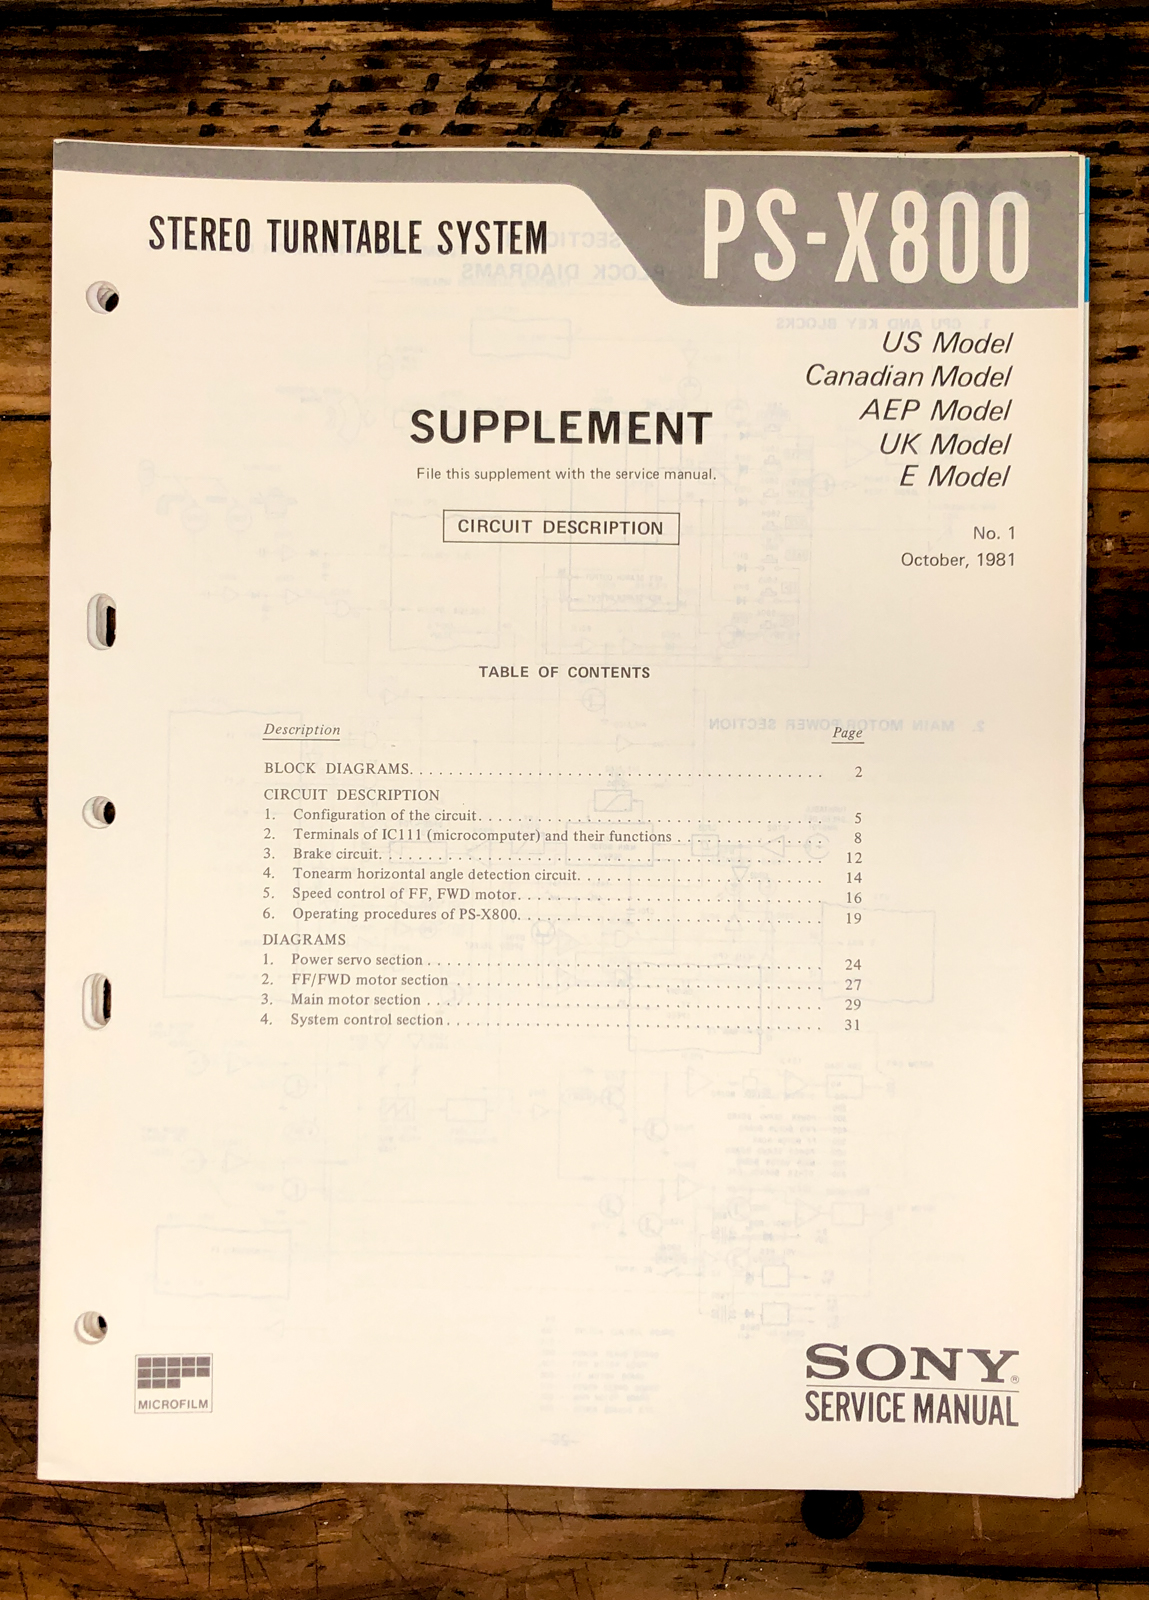 STEREO TURNTABLE SYSTEM
PS-X800
US Model
Canadian Model
AEP Model
UK Model
E Model
SUPPLEMENT
File this supplement with the service manual.
CIRCUIT DESCRIPTION
No. 1
October, 1981
TABLE OF CONTENTS
Description Page
BLOCK DIAGRAMS. . . . . . . . . . . . . . . . . . . . 2
CIRCUIT DESCRIPTION
1. Configuration of the circuit. . . . . . . . . . . . . . . . . . . . 5
2. Terminals of IC111 (microcomputer) and their functions . . . . . . . . . . 8
3. Brake circuit. . . . . . . . . . . . . . . . . . . . 12
4. Tonearm horizontal angle detection circuit. . . . . . . . . . . . . . . . . . . . 14
5. Speed control of FF, FWD motor. . . . . . . . . . . . . . . . . . . . 16
6. Operating procedures of PS-X800. . . . . . . . . . . . . . . . . . . . 19
DIAGRAMS
1. Power servo section . . . . . . . . . . . . . . . . . . . . 24
2. FF/FWD motor section . . . . . . . . . . . . . . . . . . . . 27
3. Main motor section . . . . . . . . . . . . . . . . . . . . 29
4. System control section . . . . . . . . . . . . . . . . . . . . 31
MICROFILM
SONY®
SERVICE MANUAL